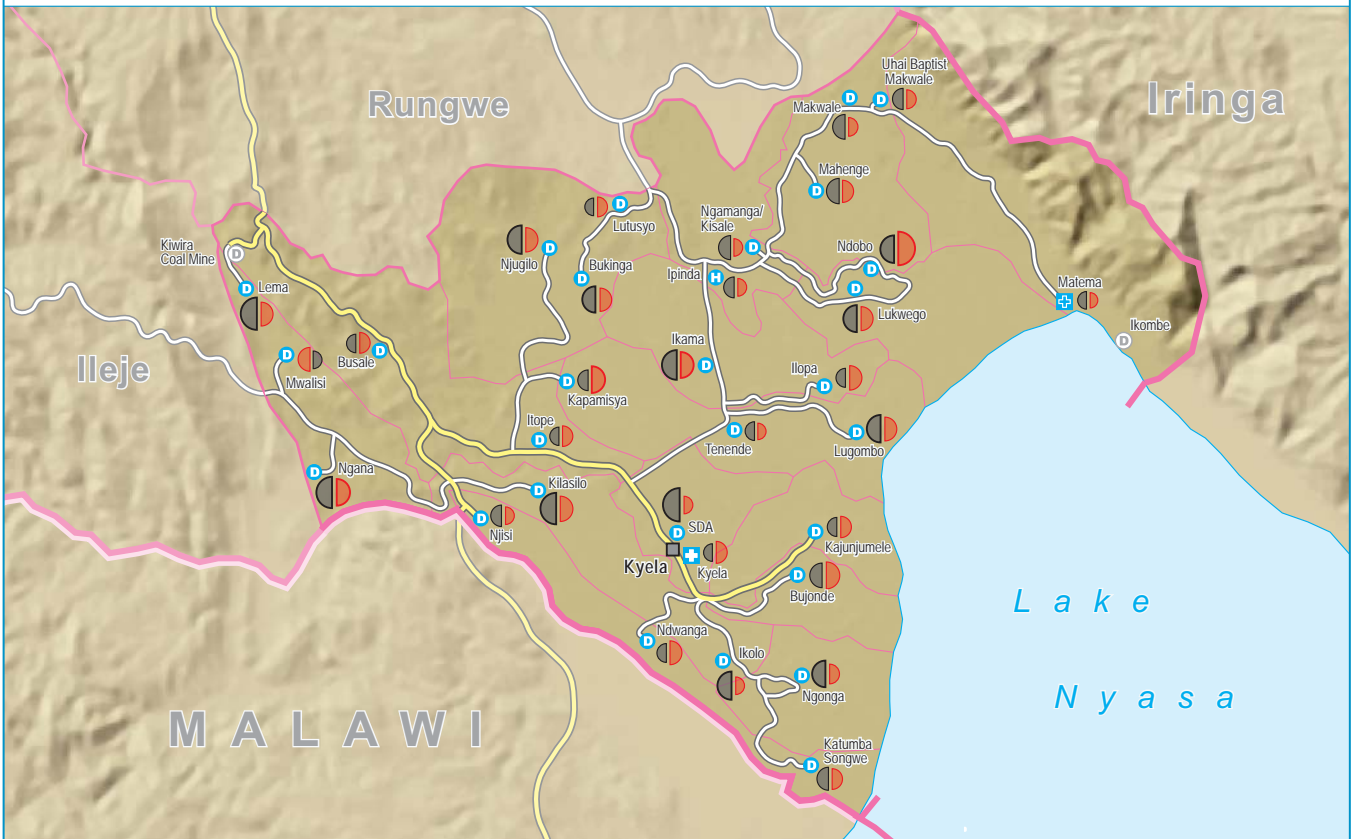 Rungwe
Iringa
Uhai Baptist
Makwale
D
D
Makwale
Mahenge
D
Ngamanga/
Kisale
D
Ndobo
D
Lutusyo
D
Njugilo
D
Bukinga
D
Ipinda
H
D
Lukwego
Kiwira
Coal Mine
D
Lema
D
Matema
Ikombe
D
Ileje
Mwalisi
D
Busale
D
Ikama
D
Ilopa
D
Kapamisya
D
Itope
D
Tenende
D
Lugombo
D
Ngana
D
Kilasilo
D
Njisi
D
SDA
D
Kyela
Kyela
Kajunjumele
D
Bujonde
D
Ndwanga
D
Ikolo
D
Ngonga
D
Katumba
Songwe
D
MALAWI
Lake
Nyasa